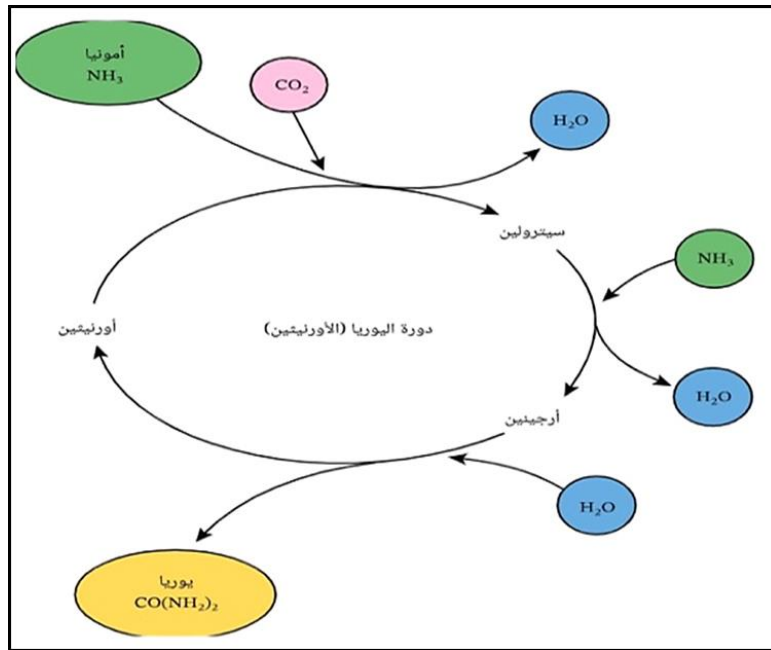 أمونيا
NH₃
CO₂
H₂O
سيترولين
NH₃
أورنيثين
دورة اليوريا (الأورنيثين)
H₂O
أرجينين
H₂O
يوريا
CO(NH₂)₂